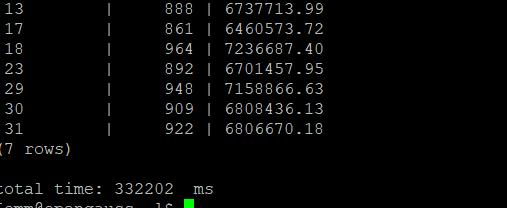 13 | 888 | 6737713.99
17 | 861 | 6460573.72
18 | 964 | 7236687.40
23 | 892 | 6701457.95
29 | 948 | 7158866.63
30 | 909 | 6808436.13
31 | 922 | 6806670.18
(7 rows)
total time: 332202 ms